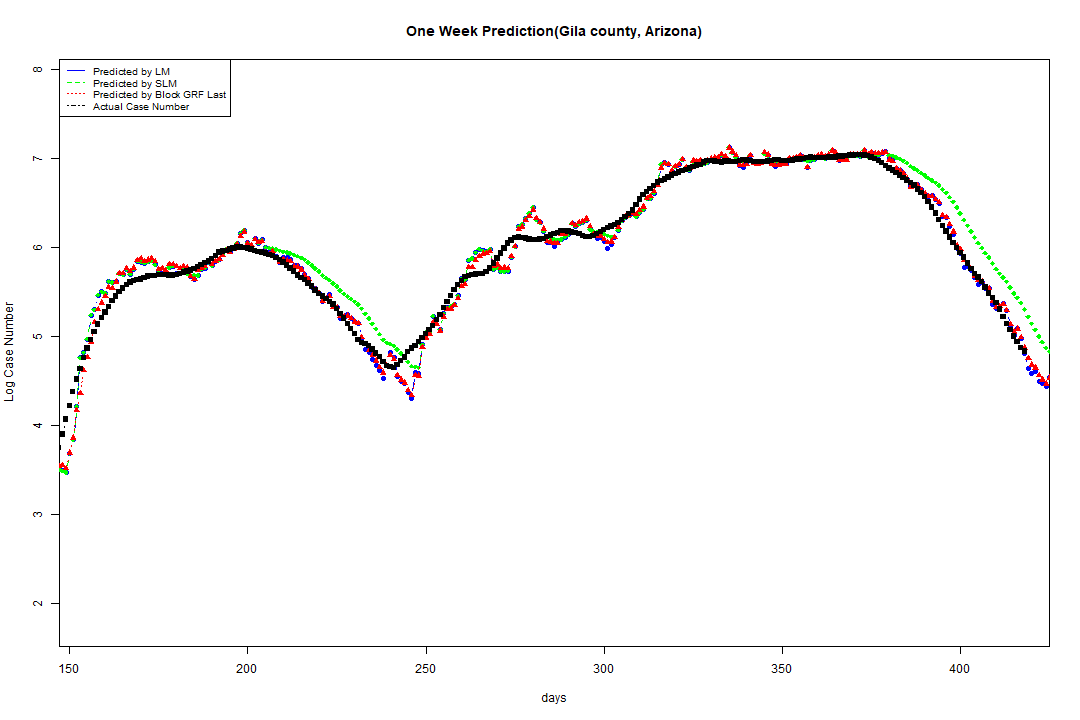 One Week Prediction(Gila county, Arizona)
Predicted by LM
Predicted by SLM
Predicted by Block GRF Last
Actual Case Number
8
7
6
5
4
3
2
Log Case Number
150 200 250 300 350 400
days